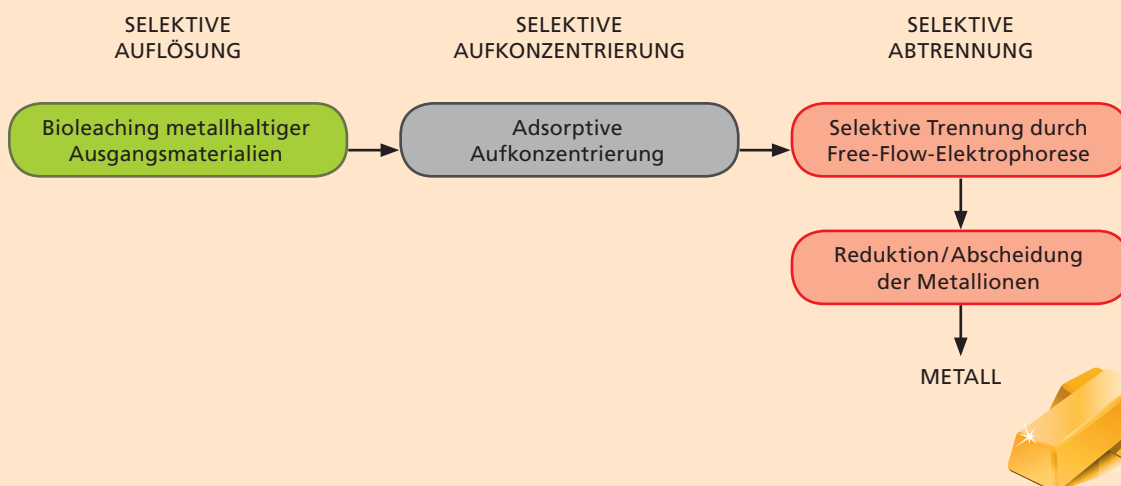 SELEKTIVE
AUFLÖSUNG
SELEKTIVE
AUFKONZENTRIERUNG
SELEKTIVE
ABTRENNUNG
Bioleaching metallhaltiger
Ausgangsmaterialien
Adsorptive
Aufkonzentrierung
Selektive Trennung durch
Free-Flow-Elektrophorese
Reduktion/Abscheidung
der Metallionen
METALL